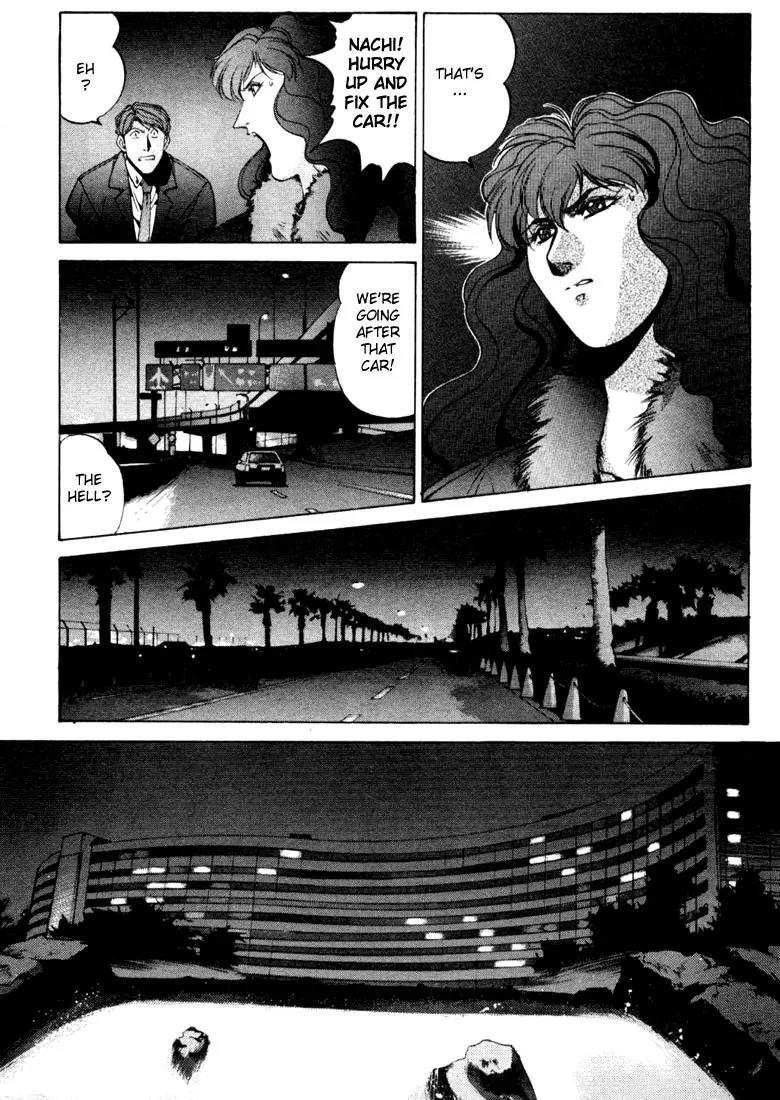 THAT'S
...
NACHI!
HURRY
UP AND
FIX THE
CAR!!
EH
?
WE'RE
GOING
AFTER
THAT
CAR!
THE
HELL?